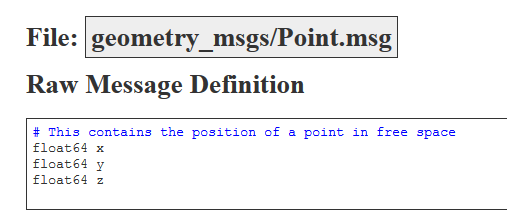 File: geometry_msgs/Point.msg
Raw Message Definition
# This contains the position of a point in free space
float64 x
float64 y
float64 z